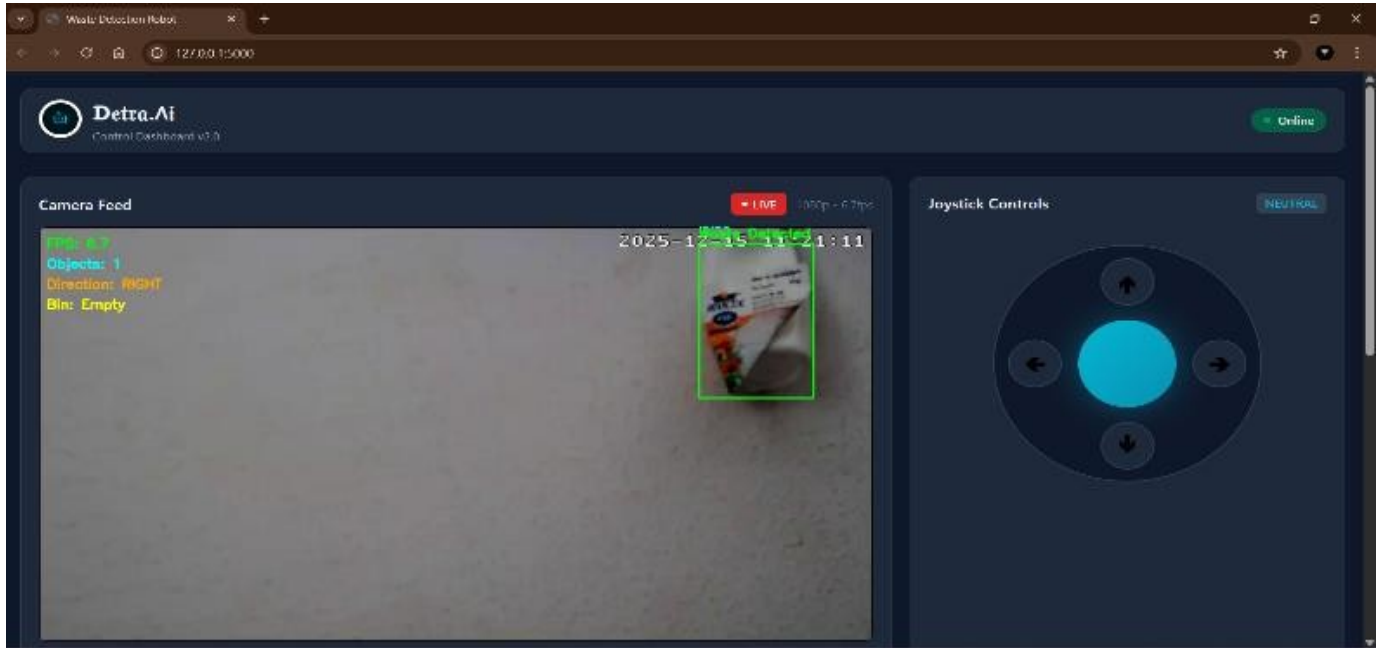 Waste Detection Robot
127.0.0.1:5000
Detra.Ai
Control Dashboard v2.0
Online
Camera Feed
LIVE
Joystick Controls
NEUTRAL
FPS: 6.7
2025-12-15 11:21:11
Detected
Objects: 1
Direction: RIGHT
Bin: Empty